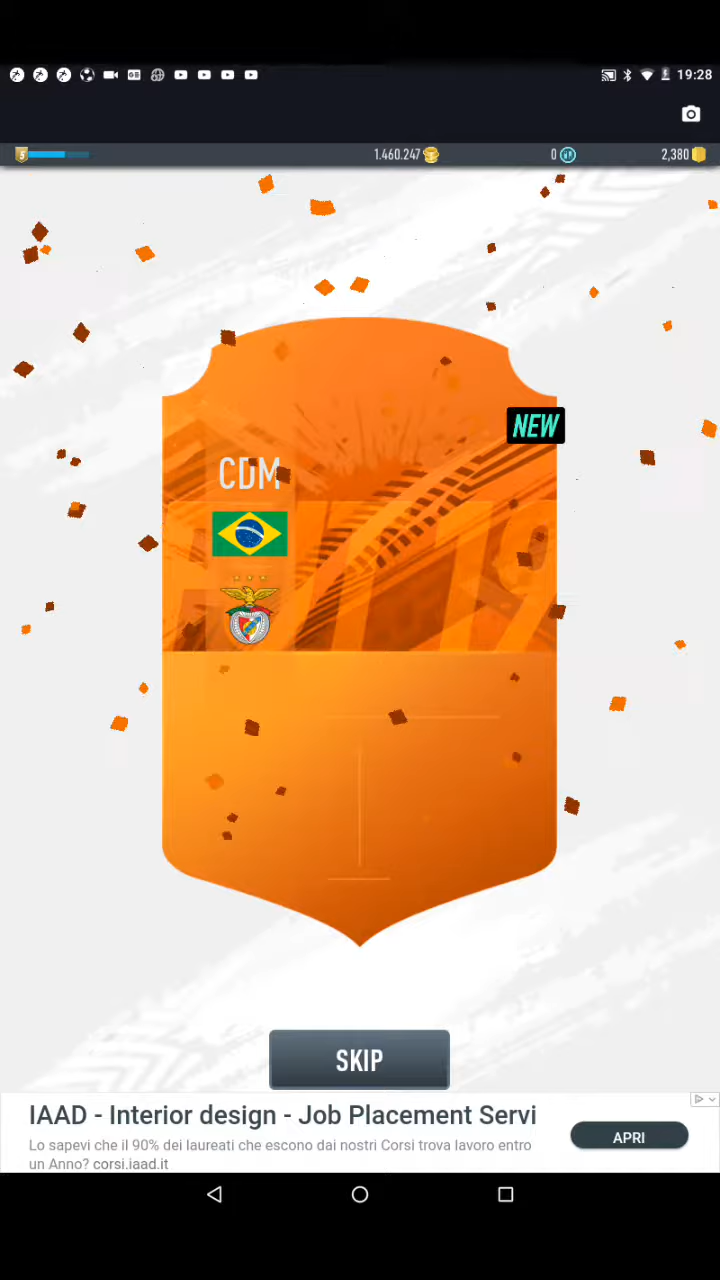 19:28
5
1.460.247
0
2,380
NEW
CDM
SKIP
IAAD - Interior design - Job Placement Servi
Lo sapevi che il 90% dei laureati che escono dai nostri Corsi trova lavoro entro
un Anno? corsi.iaad.it
APRI